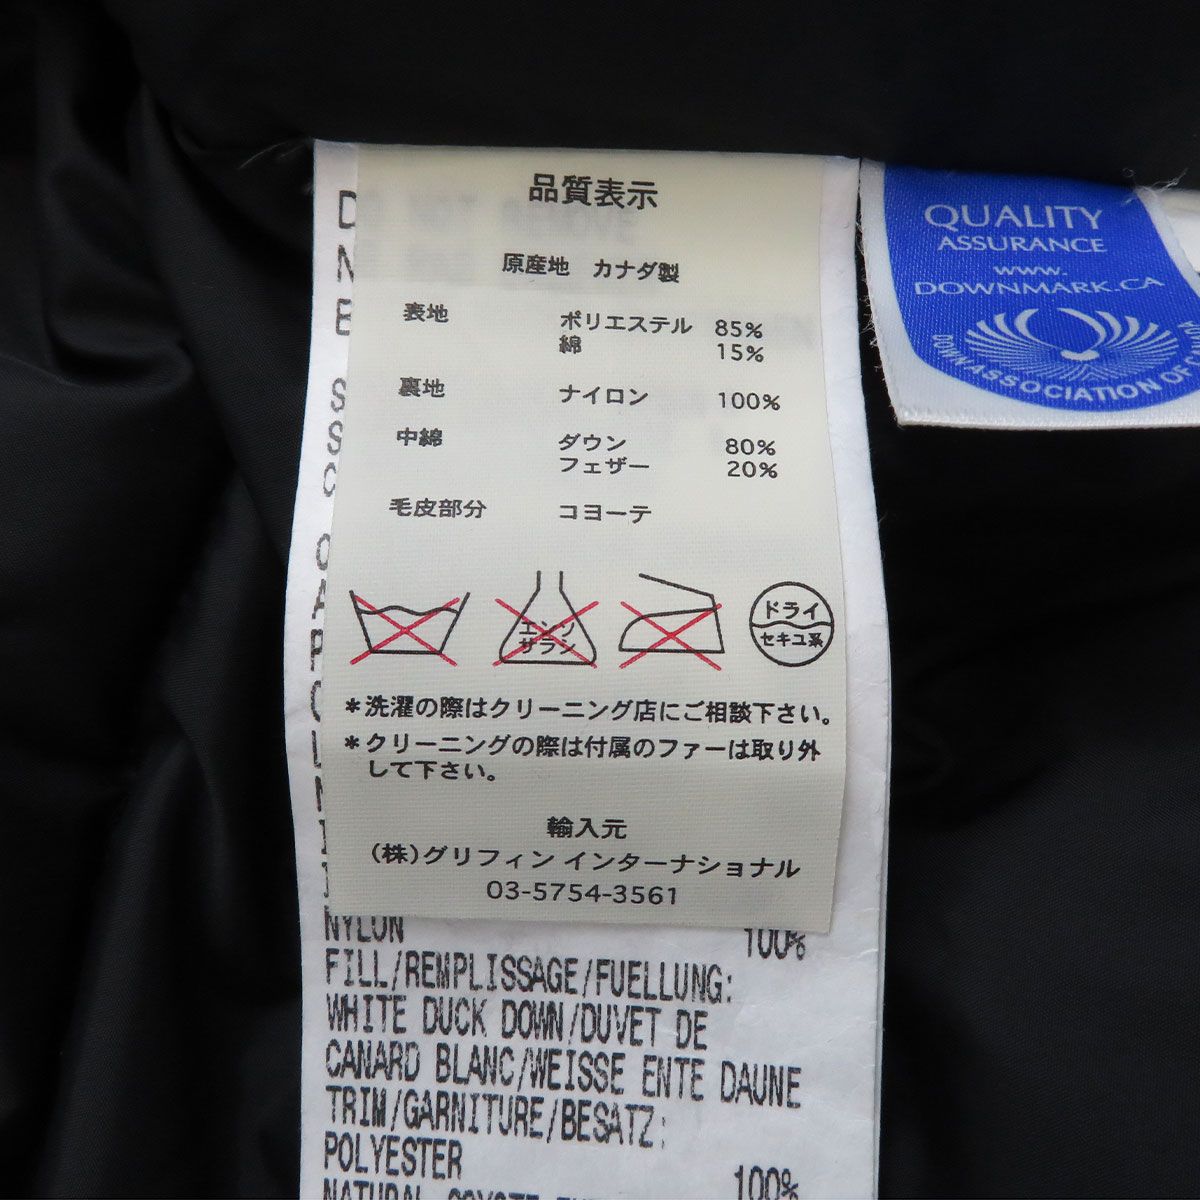 品質表示
原産地 カナダ製
表地 ポリエステル 85%
綿 15%
裏地 ナイロン 100%
中綿 ダウン 80%
フェザー 20%
毛皮部分 コヨーテ
エンソ
サラシ
ドライ
セキユ系
*洗濯の際はクリーニング店にご相談下さい。
*クリーニングの際は付属のファーは取り外
して下さい。
輸入元
(株)グリフィン インターナショナル
03-5754-3561
NYLON 100%
FILL/REMPLISSAGE/FUELLUNG:
WHITE DUCK DOWN/DUVET DE
CANARD BLANC/WEISSE ENTE DAUNE
TRIM/GARNITURE/BESATZ:
POLYESTER 100%
NATURAL COYOTE
QUALITY
ASSURANCE
WWW.
DOWNMARK.CA
DOWN ASSOCIATION OF